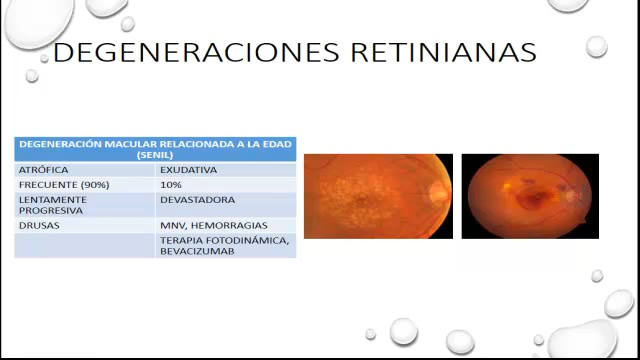 DEGENERACIONES RETINIANAS
DEGENERACIÓN MACULAR RELACIONADA A LA EDAD
(SENIL)
ATRÓFICA EXUDATIVA
FRECUENTE (90%) 10%
LENTAMENTE PROGRESIVA DEVASTADORA
DRUSAS MNV, HEMORRAGIAS
TERAPIA FOTODINÁMICA,
BEVACIZUMAB